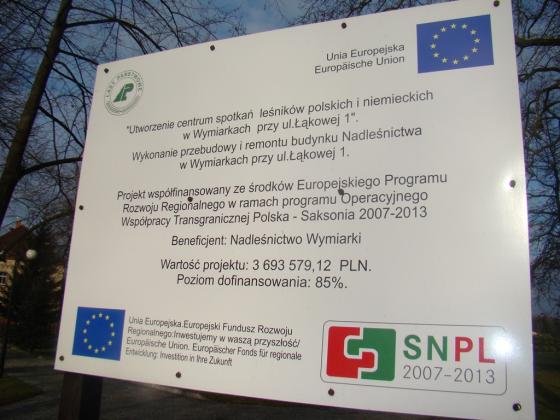 Unia Europejska
Europäische Union
LASY PAŃSTWOWE
"Utworzenie centrum spotkań leśników polskich i niemieckich
w Wymiarkach przy ul.Łąkowej 1".
Wykonanie przebudowy i remontu budynku Nadleśnictwa
w Wymiarkach przy ul.Łąkowej 1.
Projekt współfinansowany ze środków Europejskiego Programu
Rozwoju Regionalnego w ramach programu Operacyjnego
Współpracy Transgranicznej Polska - Saksonia 2007-2013
Beneficjent: Nadleśnictwo Wymiarki
Wartość projektu: 3 693 579,12 PLN.
Poziom dofinansowania: 85%.
Unia Europejska.Europejski Fundusz Rozwoju
Regionalnego:Inwestujemy w waszą przyszłość/
Europäische Union. Europäischer Fonds für regionale
Entwicklung: Investition in Ihre Zukunft
SNPL
2007-2013